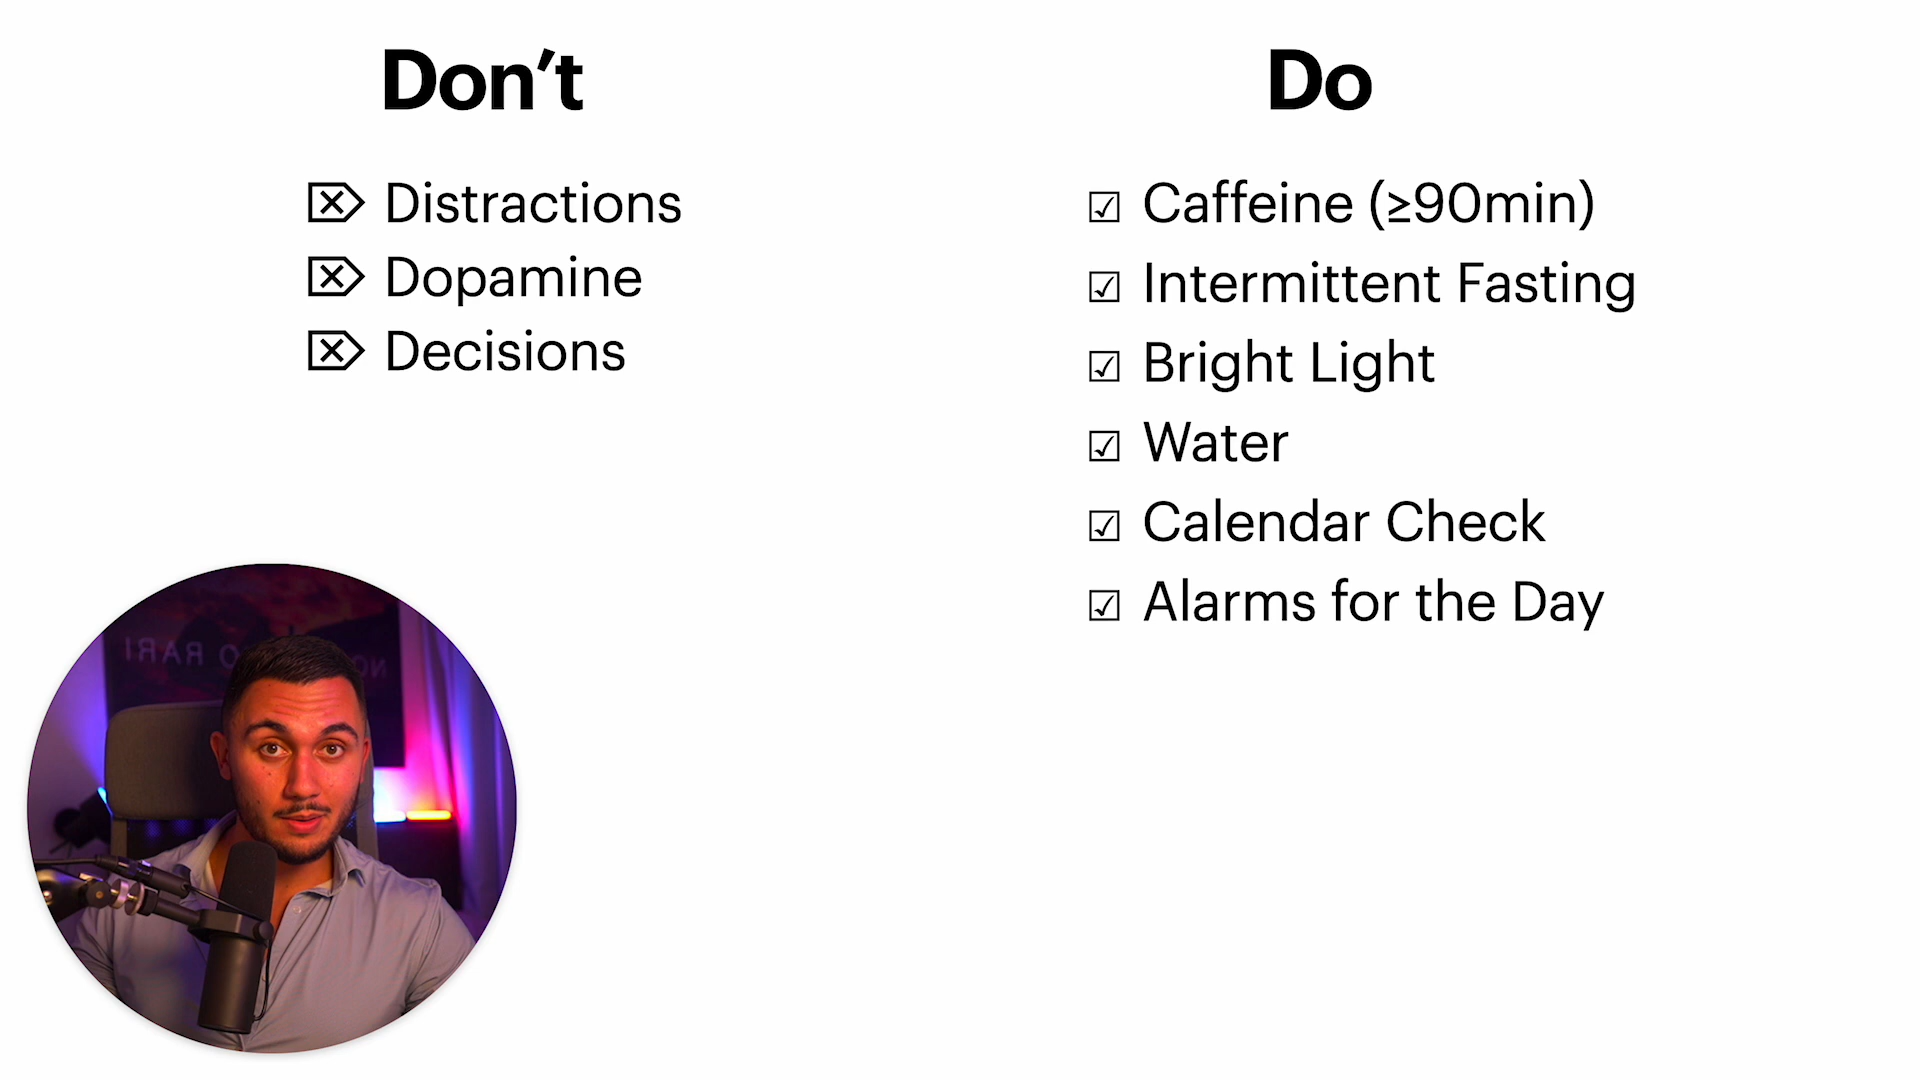 Don’t
⌦ Distractions
⌦ Dopamine
⌦ Decisions
Do
☑ Caffeine (≥90min)
☑ Intermittent Fasting
☑ Bright Light
☑ Water
☑ Calendar Check
☑ Alarms for the Day